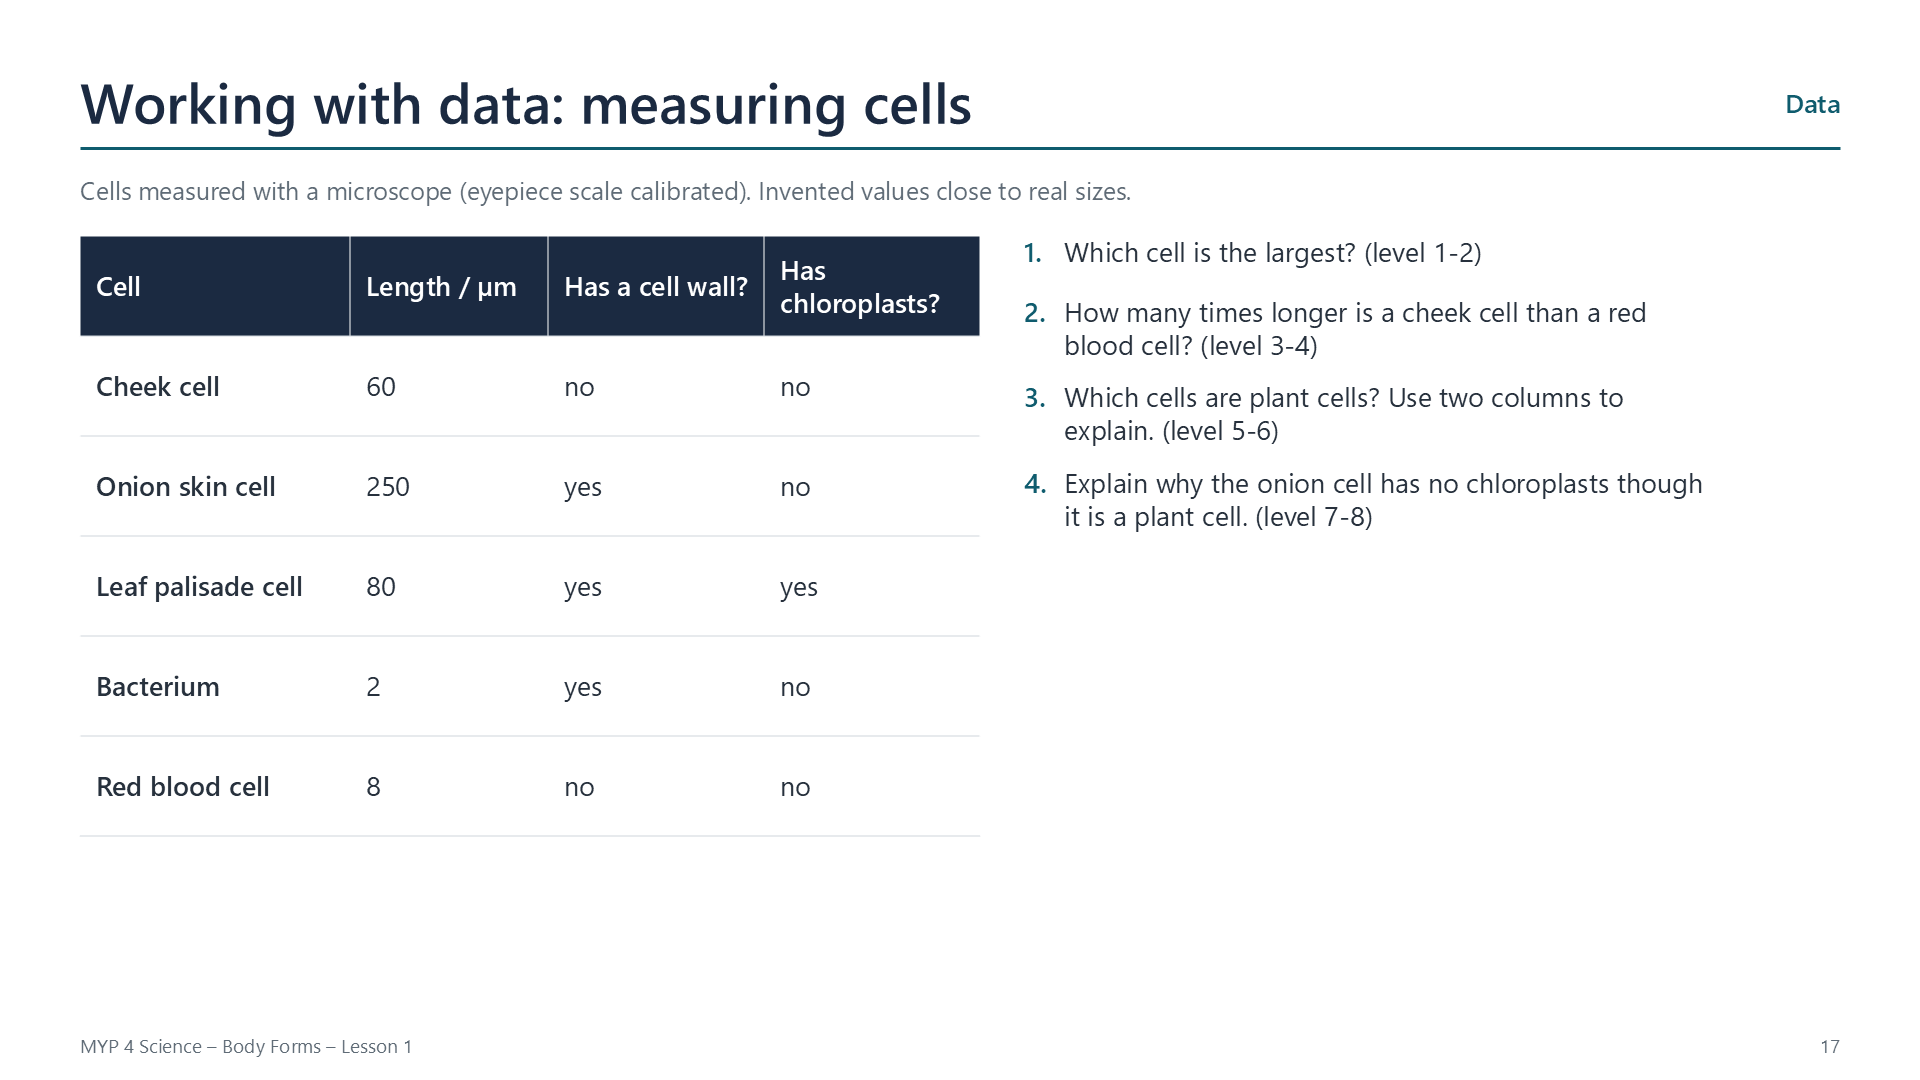 Working with data: measuring cells
Data
Cells measured with a microscope (eyepiece scale calibrated). Invented values close to real sizes.
Cell Length / µm Has a cell wall? Has
chloroplasts?
Cheek cell 60 no no
Onion skin cell 250 yes no
Leaf palisade cell 80 yes yes
Bacterium 2 yes no
Red blood cell 8 no no
1. Which cell is the largest? (level 1-2)
2. How many times longer is a cheek cell than a red
blood cell? (level 3-4)
3. Which cells are plant cells? Use two columns to
explain. (level 5-6)
4. Explain why the onion cell has no chloroplasts though
it is a plant cell. (level 7-8)
MYP 4 Science – Body Forms – Lesson 1
17